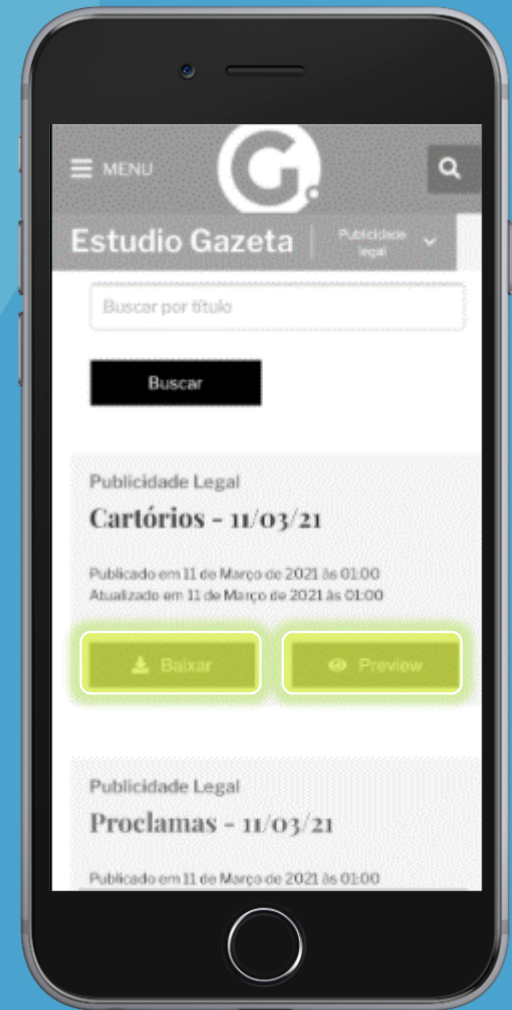 MENU
G.
Estudio Gazeta
Publicidade
legal
Buscar por título
Buscar
Publicidade Legal
Cartórios - 11/03/21
Publicado em 11 de Março de 2021 às 01:00
Atualizado em 11 de Março de 2021 às 01:00
Baixar Preview
Publicidade Legal
Proclamas - 11/03/21
Publicado em 11 de Março de 2021 às 01:00